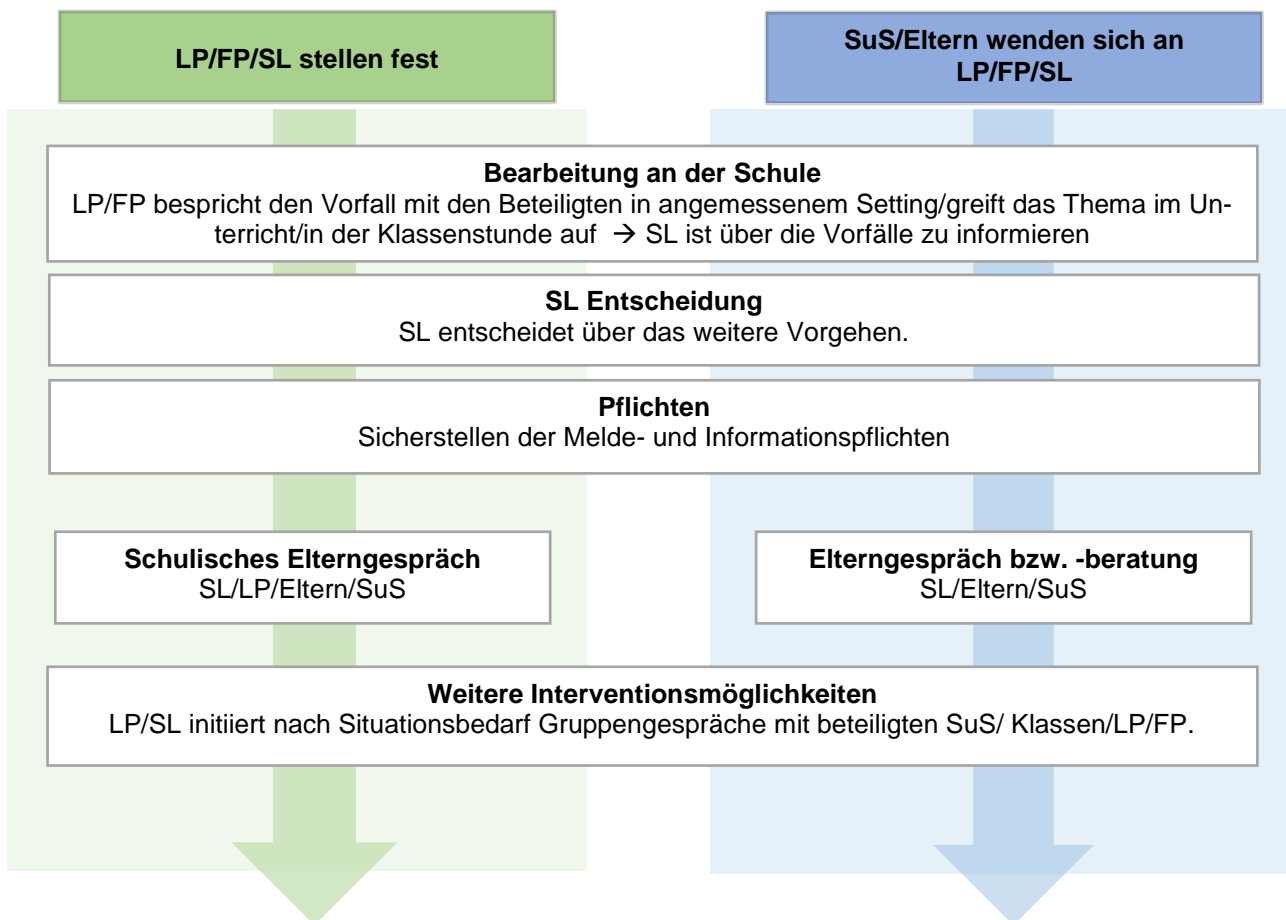 LP/FP/SL stellen fest
SuS/Eltern wenden sich an
LP/FP/SL
Bearbeitung an der Schule
LP/FP bespricht den Vorfall mit den Beteiligten in angemessenem Setting/greift das Thema im Un-
terricht/in der Klassenstunde auf → SL ist über die Vorfälle zu informieren
SL Entscheidung
SL entscheidet über das weitere Vorgehen.
Pflichten
Sicherstellen der Melde- und Informationspflichten
Schulisches Elterngespräch
SL/LP/Eltern/SuS
Elterngespräch bzw. -beratung
SL/Eltern/SuS
Weitere Interventionsmöglichkeiten
LP/SL initiiert nach Situationsbedarf Gruppengespräche mit beteiligten SuS/ Klassen/LP/FP.